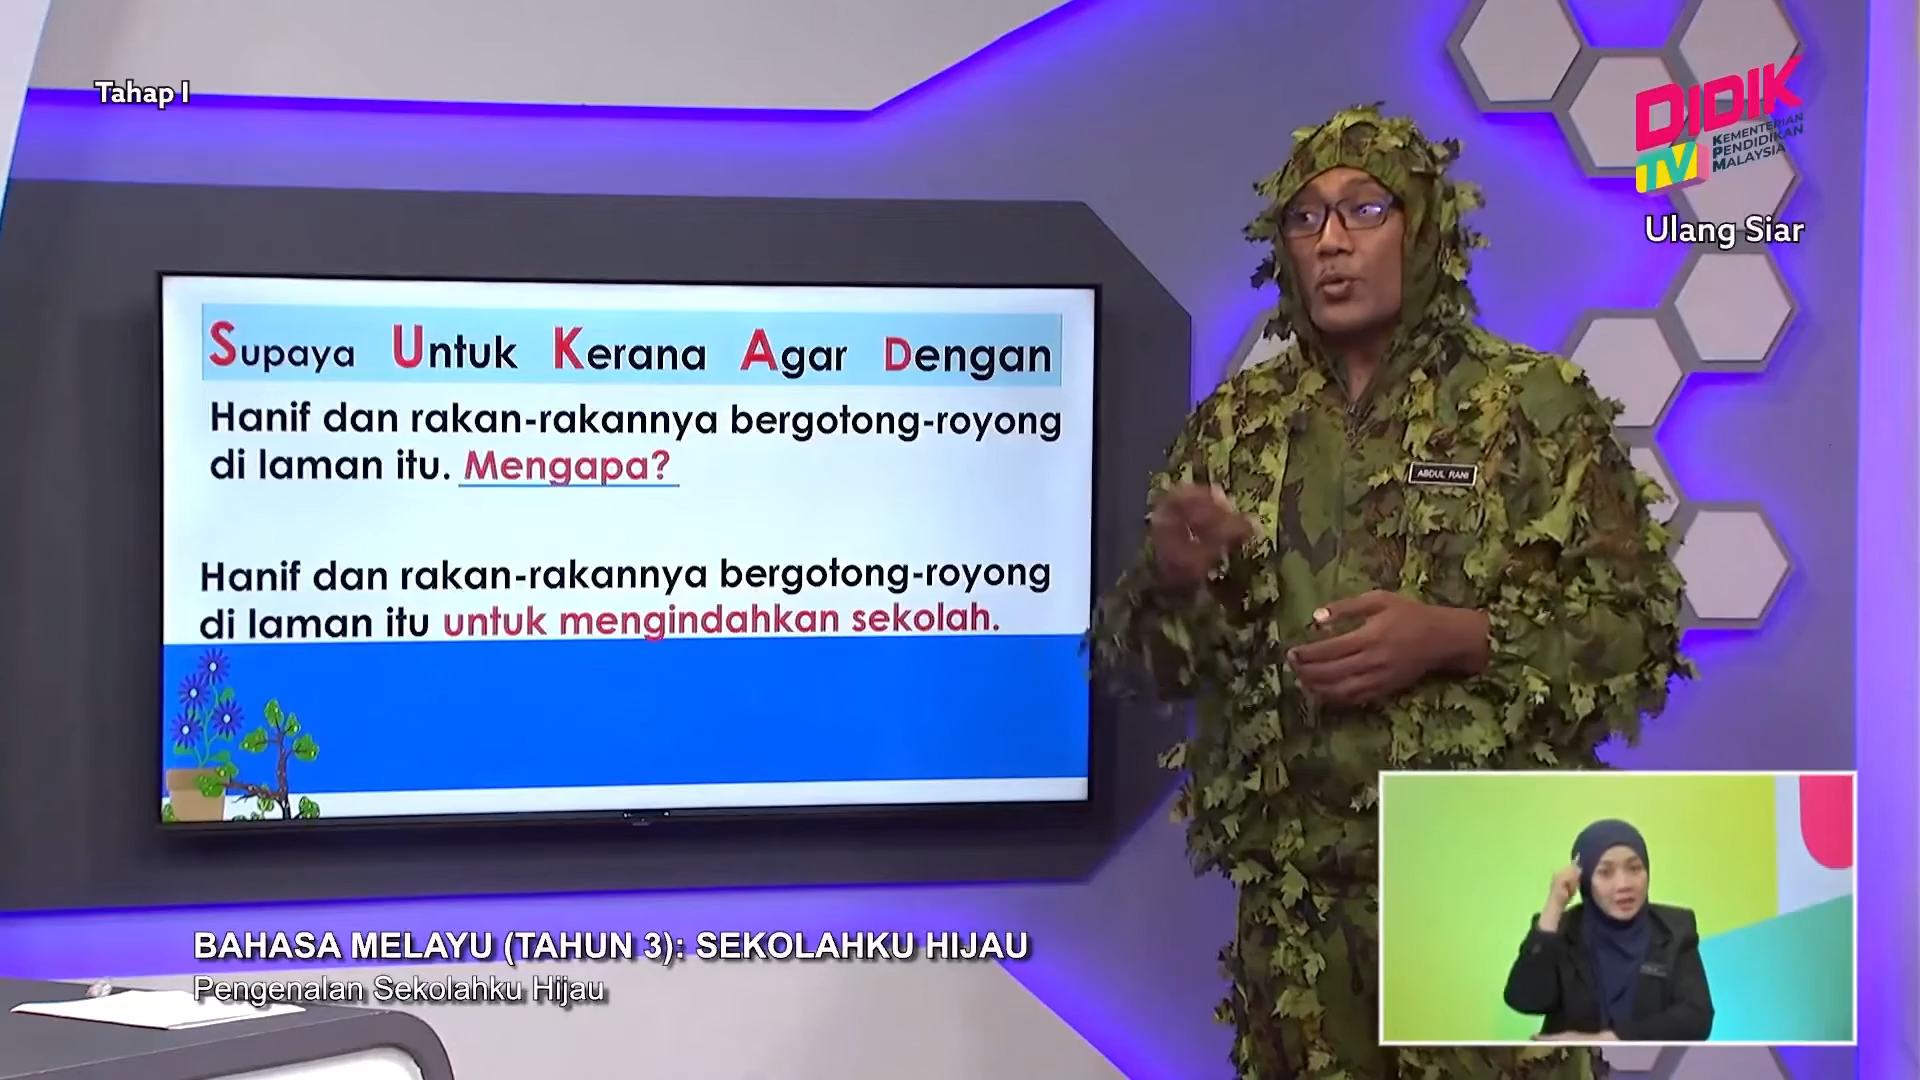 Tahap I
DIDIK
TV
KEMENTERIAN
PENDIDIKAN
MALAYSIA
Ulang Siar
Supaya Untuk Kerana Agar Dengan
Hanif dan rakan-rakannya bergotong-royong
di laman itu. Mengapa?
Hanif dan rakan-rakannya bergotong-royong
di laman itu untuk mengindahkan sekolah.
ABDUL RANI
BAHASA MELAYU (TAHUN 3): SEKOLAHKU HIJAU
Pengenalan Sekolahku Hijau